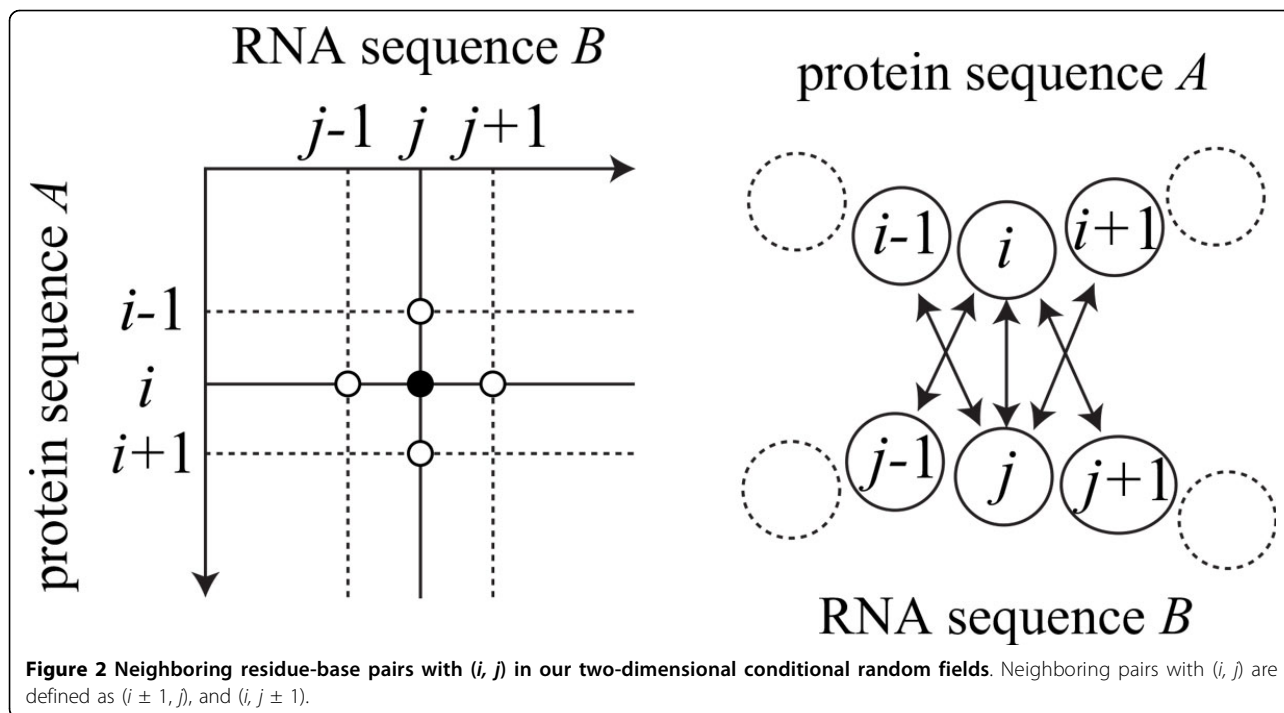 RNA sequence B
j-1 j j+1
protein sequence A
i-1
i
i+1
protein sequence A
i-1 i i+1
j-1 j j+1
RNA sequence B
Figure 2 Neighboring residue-base pairs with (i, j) in our two-dimensional conditional random fields. Neighboring pairs with (i, j) are
defined as (i ± 1, j), and (i, j ± 1).